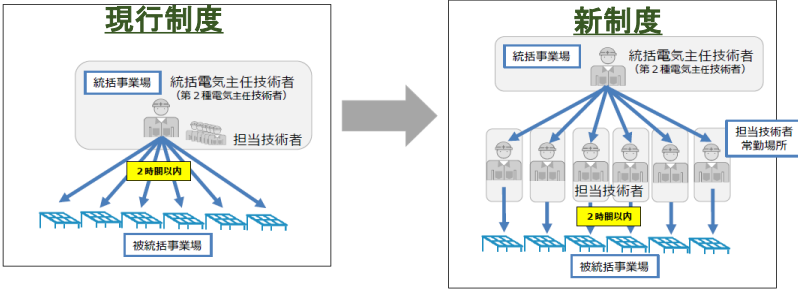 現行制度
統括事業場
統括電気主任技術者
（第２種電気主任技術者）
担当技術者
２時間以内
被統括事業場
新制度
統括事業場
統括電気主任技術者
（第２種電気主任技術者）
担当技術者
常勤場所
担当技術者
２時間以内
被統括事業場